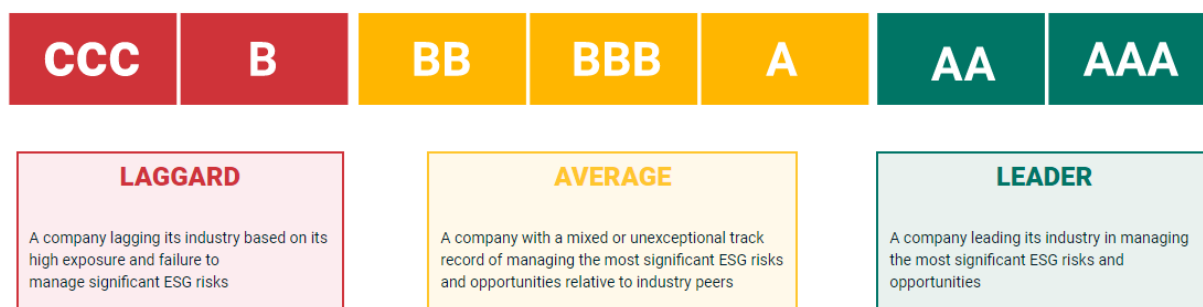 CCC B BB BBB A AA AAA
LAGGARD
A company lagging its industry based on its
high exposure and failure to
manage significant ESG risks
AVERAGE
A company with a mixed or unexceptional track
record of managing the most significant ESG risks
and opportunities relative to industry peers
LEADER
A company leading its industry in managing
the most significant ESG risks and
opportunities